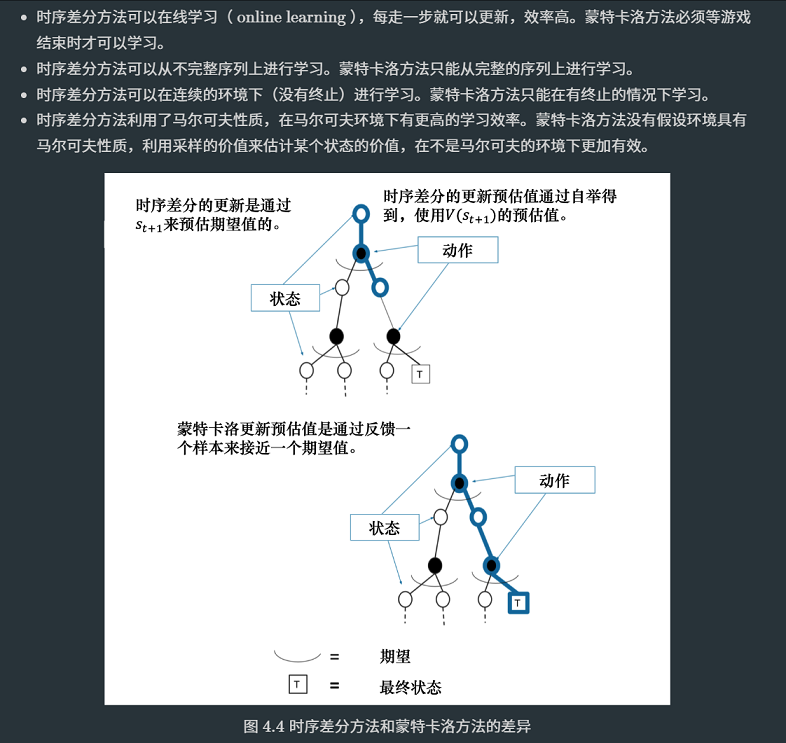 • 时序差分方法可以在线学习（ online learning ），每走一步就可以更新，效率高。蒙特卡洛方法必须等游戏
结束时才可以学习。
• 时序差分方法可以从不完整序列上进行学习。蒙特卡洛方法只能从完整的序列上进行学习。
• 时序差分方法可以在连续的环境下（没有终止）进行学习。蒙特卡洛方法只能在有终止的情况下学习。
• 时序差分方法利用了马尔可夫性质，在马尔可夫环境下有更高的学习效率。蒙特卡洛方法没有假设环境具有
马尔可夫性质，利用采样的价值来估计某个状态的价值，在不是马尔可夫的环境下更加有效。
时序差分的更新是通过
sₜ₊₁来预估期望值的。
时序差分的更新预估值通过自举得
到，使用V(sₜ₊₁)的预估值。
动作
状态
T
蒙特卡洛更新预估值是通过反馈一
个样本来接近一个期望值。
动作
状态
T
= 期望
T = 最终状态
图 4.4 时序差分方法和蒙特卡洛方法的差异